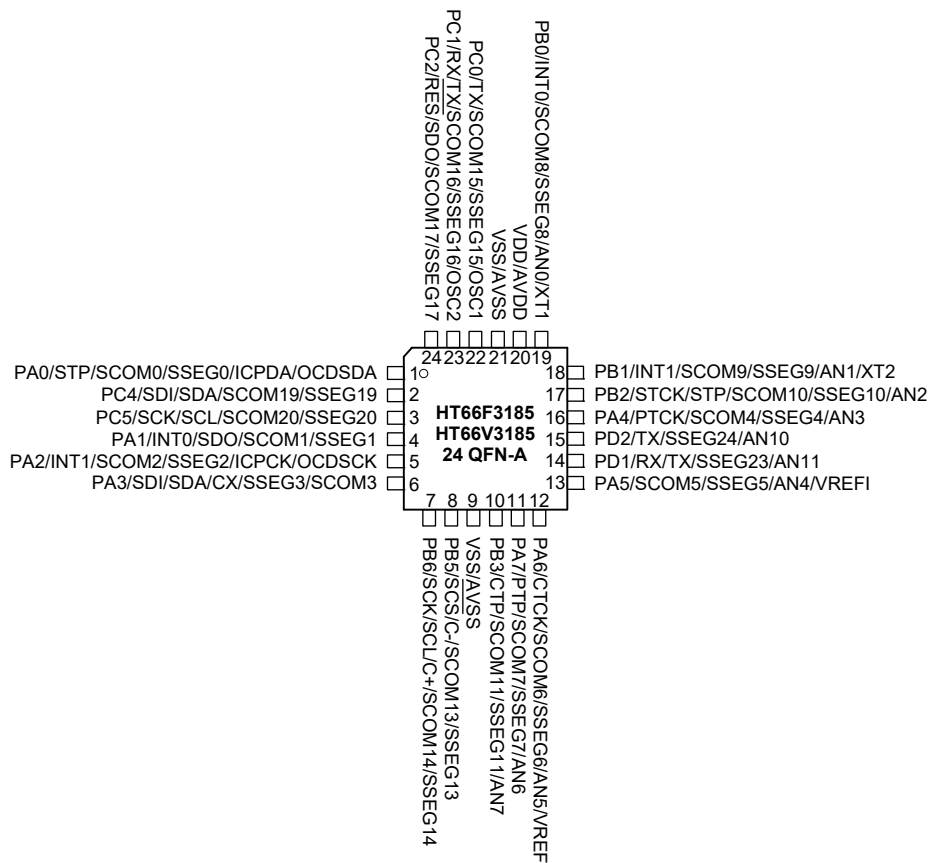 PC2/RES/SDO/SCOM17/SSEG17
PC1/RX/TX/SCOM16/SSEG16/OSC2
PC0/TX/SCOM15/SSEG15/OSC1
VSS/AVSS
VDD/AVDD
PB0/INT0/SCOM8/SSEG8/AN0/XT1
24 23 22 21 20 19
PA0/STP/SCOM0/SSEG0/ICPDA/OCDSDA 1
PC4/SDI/SDA/SCOM19/SSEG19 2
PC5/SCK/SCL/SCOM20/SSEG20 3
PA1/INT0/SDO/SCOM1/SSEG1 4
PA2/INT1/SCOM2/SSEG2/ICPCK/OCDSCK 5
PA3/SDI/SDA/CX/SSEG3/SCOM3 6
HT66F3185
HT66V3185
24 QFN-A
18 PB1/INT1/SCOM9/SSEG9/AN1/XT2
17 PB2/STCK/STP/SCOM10/SSEG10/AN2
16 PA4/PTCK/SCOM4/SSEG4/AN3
15 PD2/TX/SSEG24/AN10
14 PD1/RX/TX/SSEG23/AN11
13 PA5/SCOM5/SSEG5/AN4/VREFI
7 8 9 10 11 12
PB6/SCK/SCL/C+/SCOM14/SSEG14
PB5/SCS/C-/SCOM13/SSEG13
VSS/AVSS
PB3/CTP/SCOM11/SSEG11/AN7
PA7/PTP/SCOM7/SSEG7/AN6
PA6/CTCK/SCOM6/SSEG6/AN5/VREF